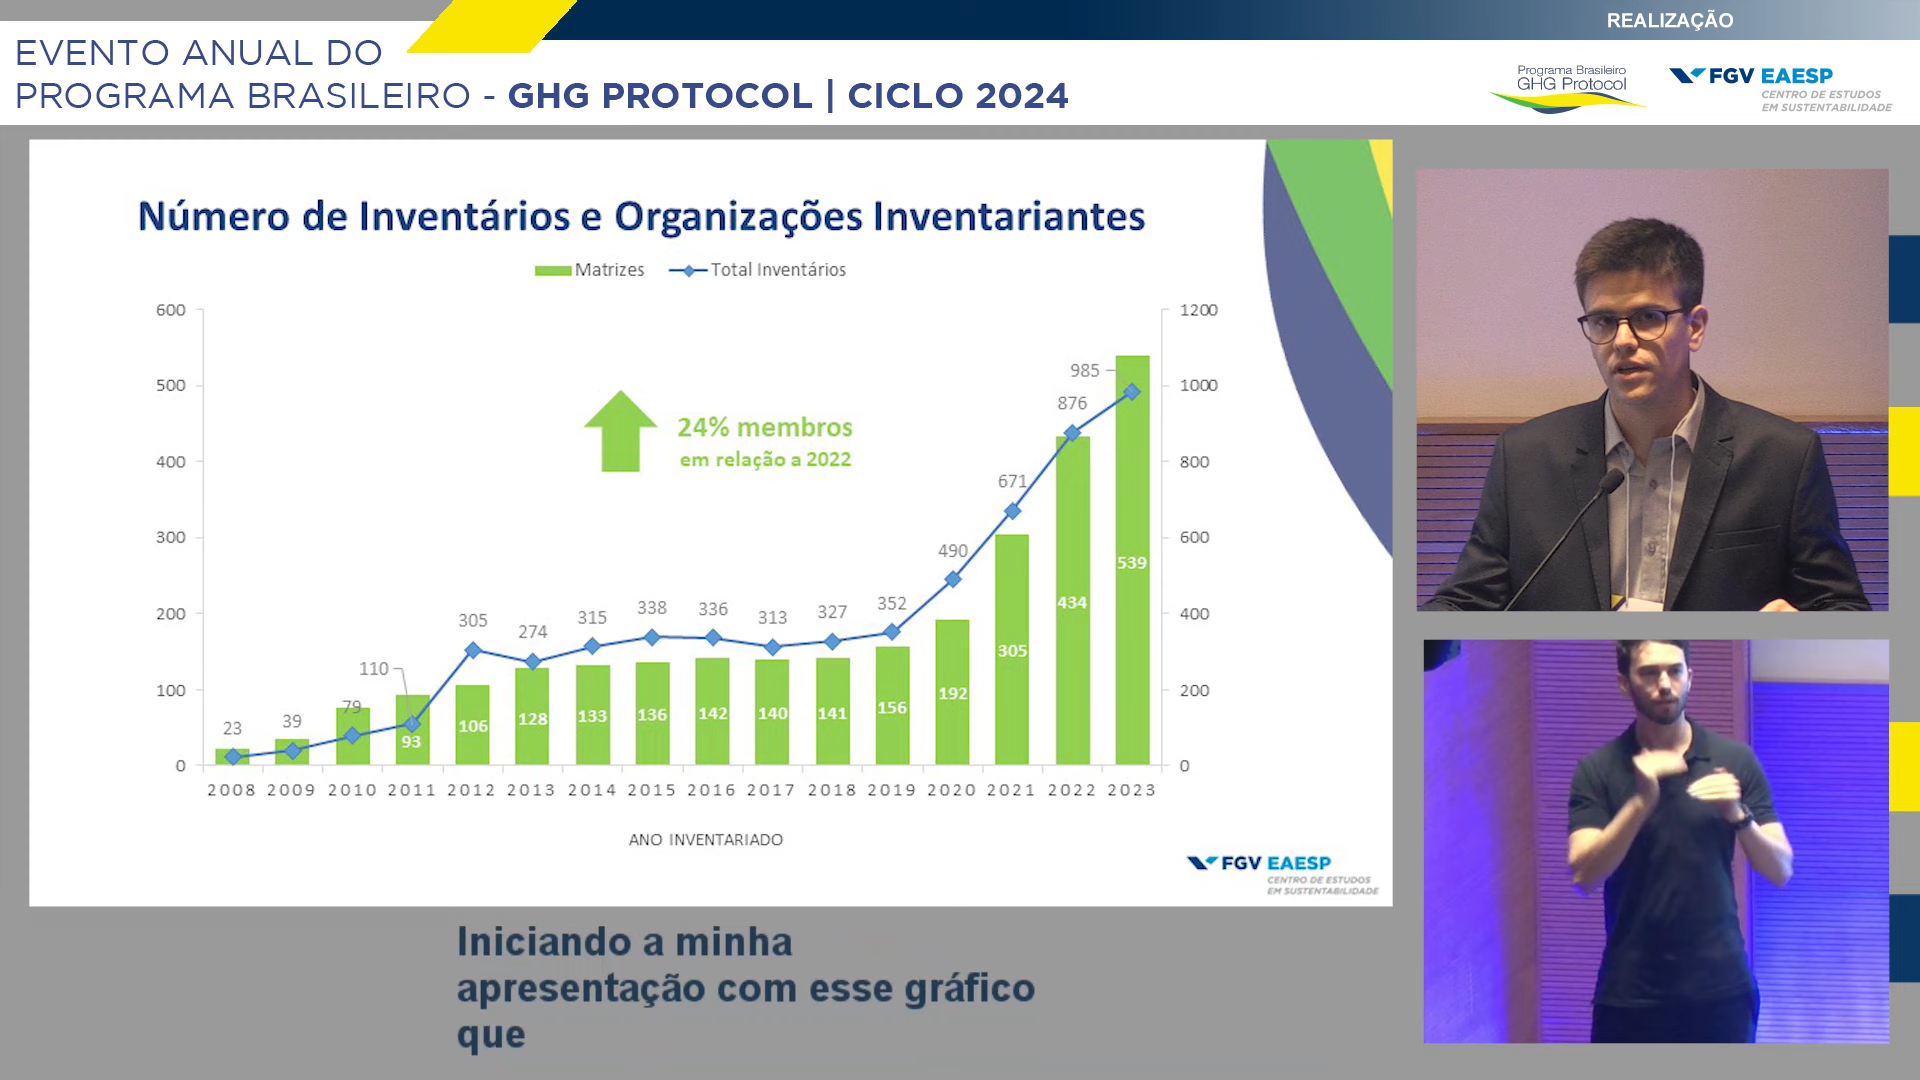 REALIZAÇÃO
EVENTO ANUAL DO
PROGRAMA BRASILEIRO - GHG PROTOCOL | CICLO 2024
Programa Brasileiro
GHG Protocol
FGV EAESP
CENTRO DE ESTUDOS
EM SUSTENTABILIDADE
Número de Inventários e Organizações Inventariantes
Matrizes Total Inventários
600 500 400 300 200 100 0
1200 1000 800 600 400 200 0
24% membros
em relação a 2022
23 39 79 110 305 274 315 338 336 313 327 352 490 671 876 985
93 106 128 133 136 142 140 141 156 192 305 434 539
2008 2009 2010 2011 2012 2013 2014 2015 2016 2017 2018 2019 2020 2021 2022 2023
ANO INVENTARIADO
FGV EAESP
CENTRO DE ESTUDOS
EM SUSTENTABILIDADE
Iniciando a minha
apresentação com esse gráfico
que